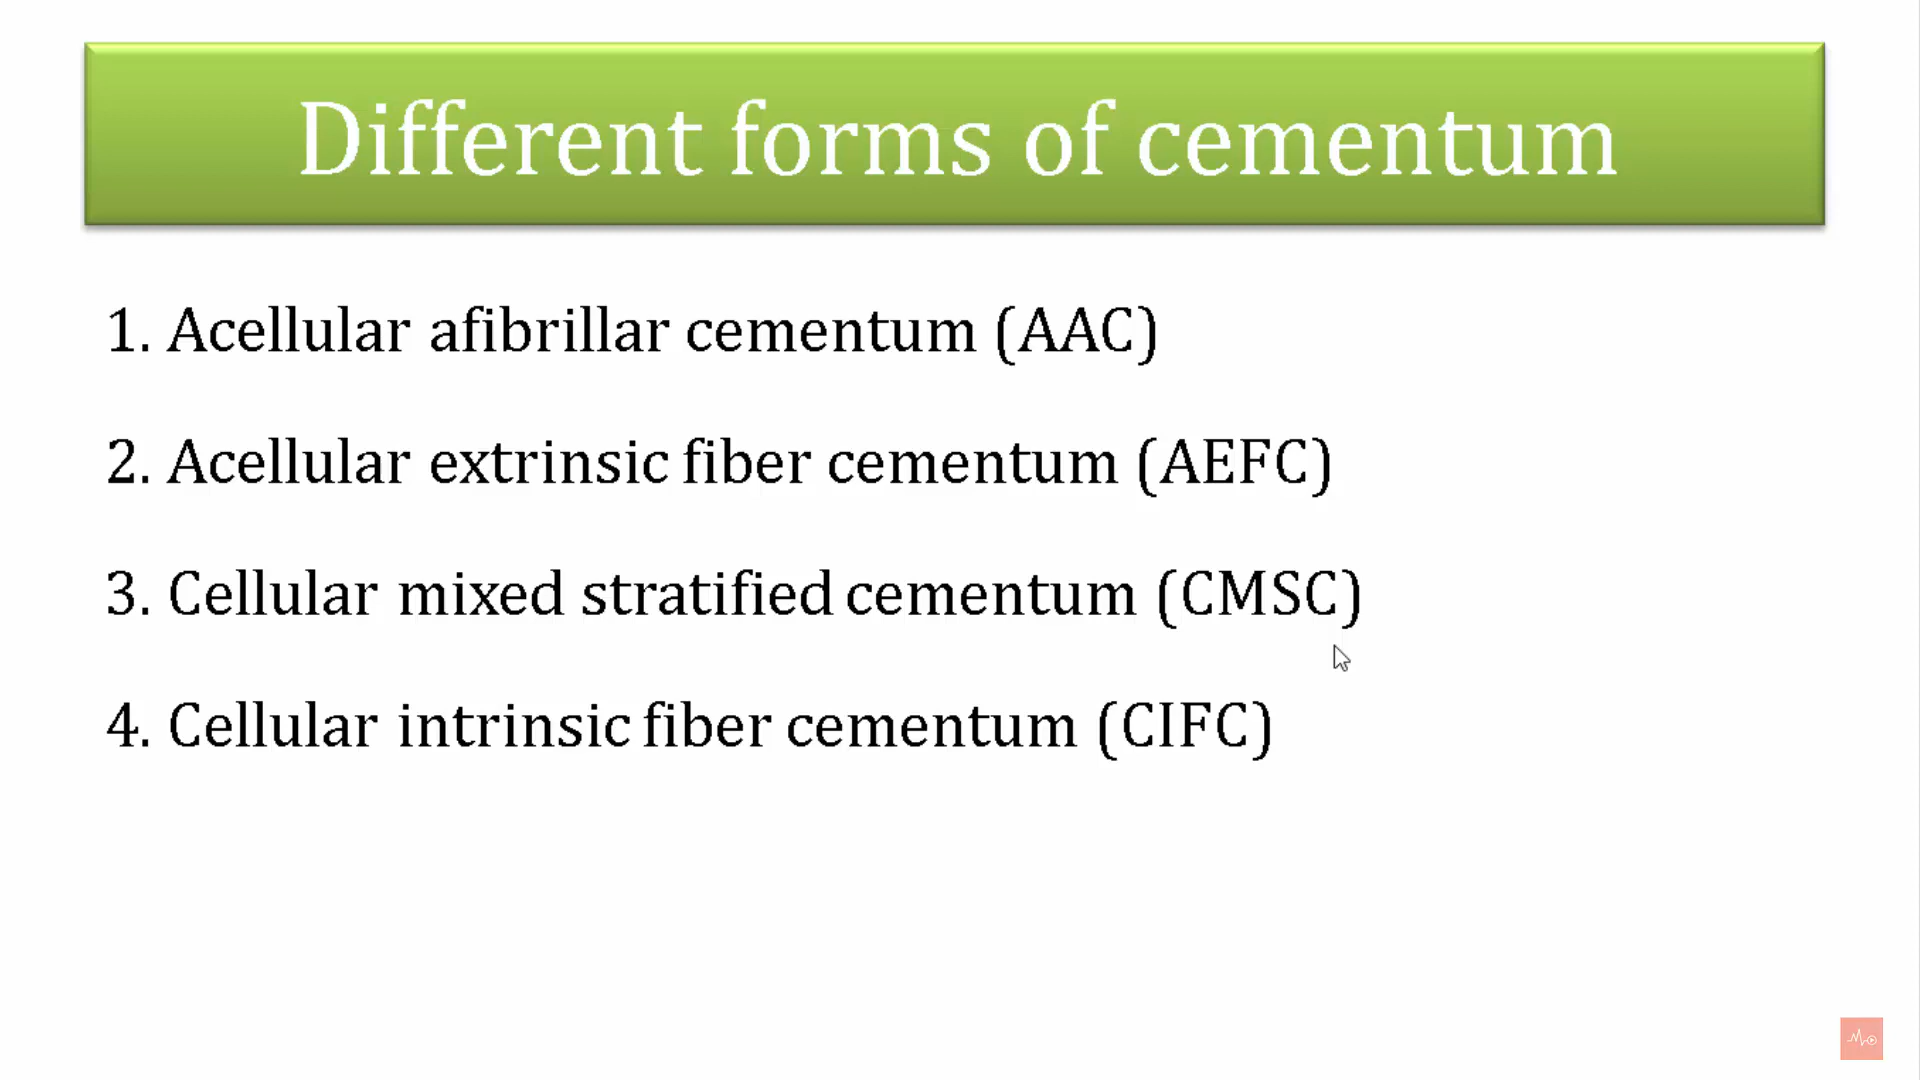 Different forms of cementum
1. Acellular afibrillar cementum (AAC)
2. Acellular extrinsic fiber cementum (AEFC)
3. Cellular mixed stratified cementum (CMSC)
4. Cellular intrinsic fiber cementum (CIFC)